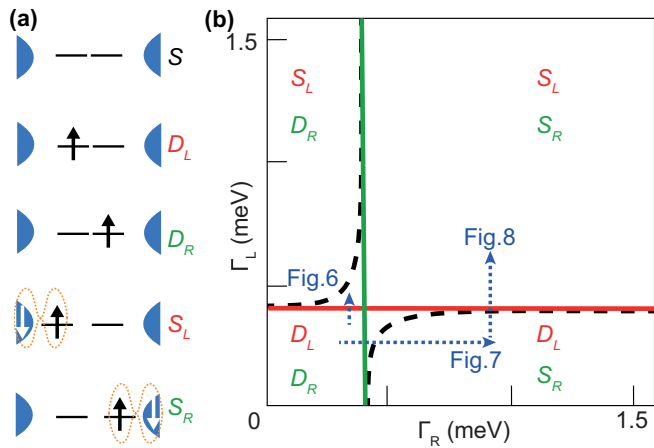 (a)
S
D_L
D_R
S_L
S_R
(b)
1.5
Γ_L (meV)
S_L
D_R
S_L
S_R
Fig.8
Fig.6
D_L
D_R
Fig.7
D_L
S_R
0
Γ_R (meV)
1.5